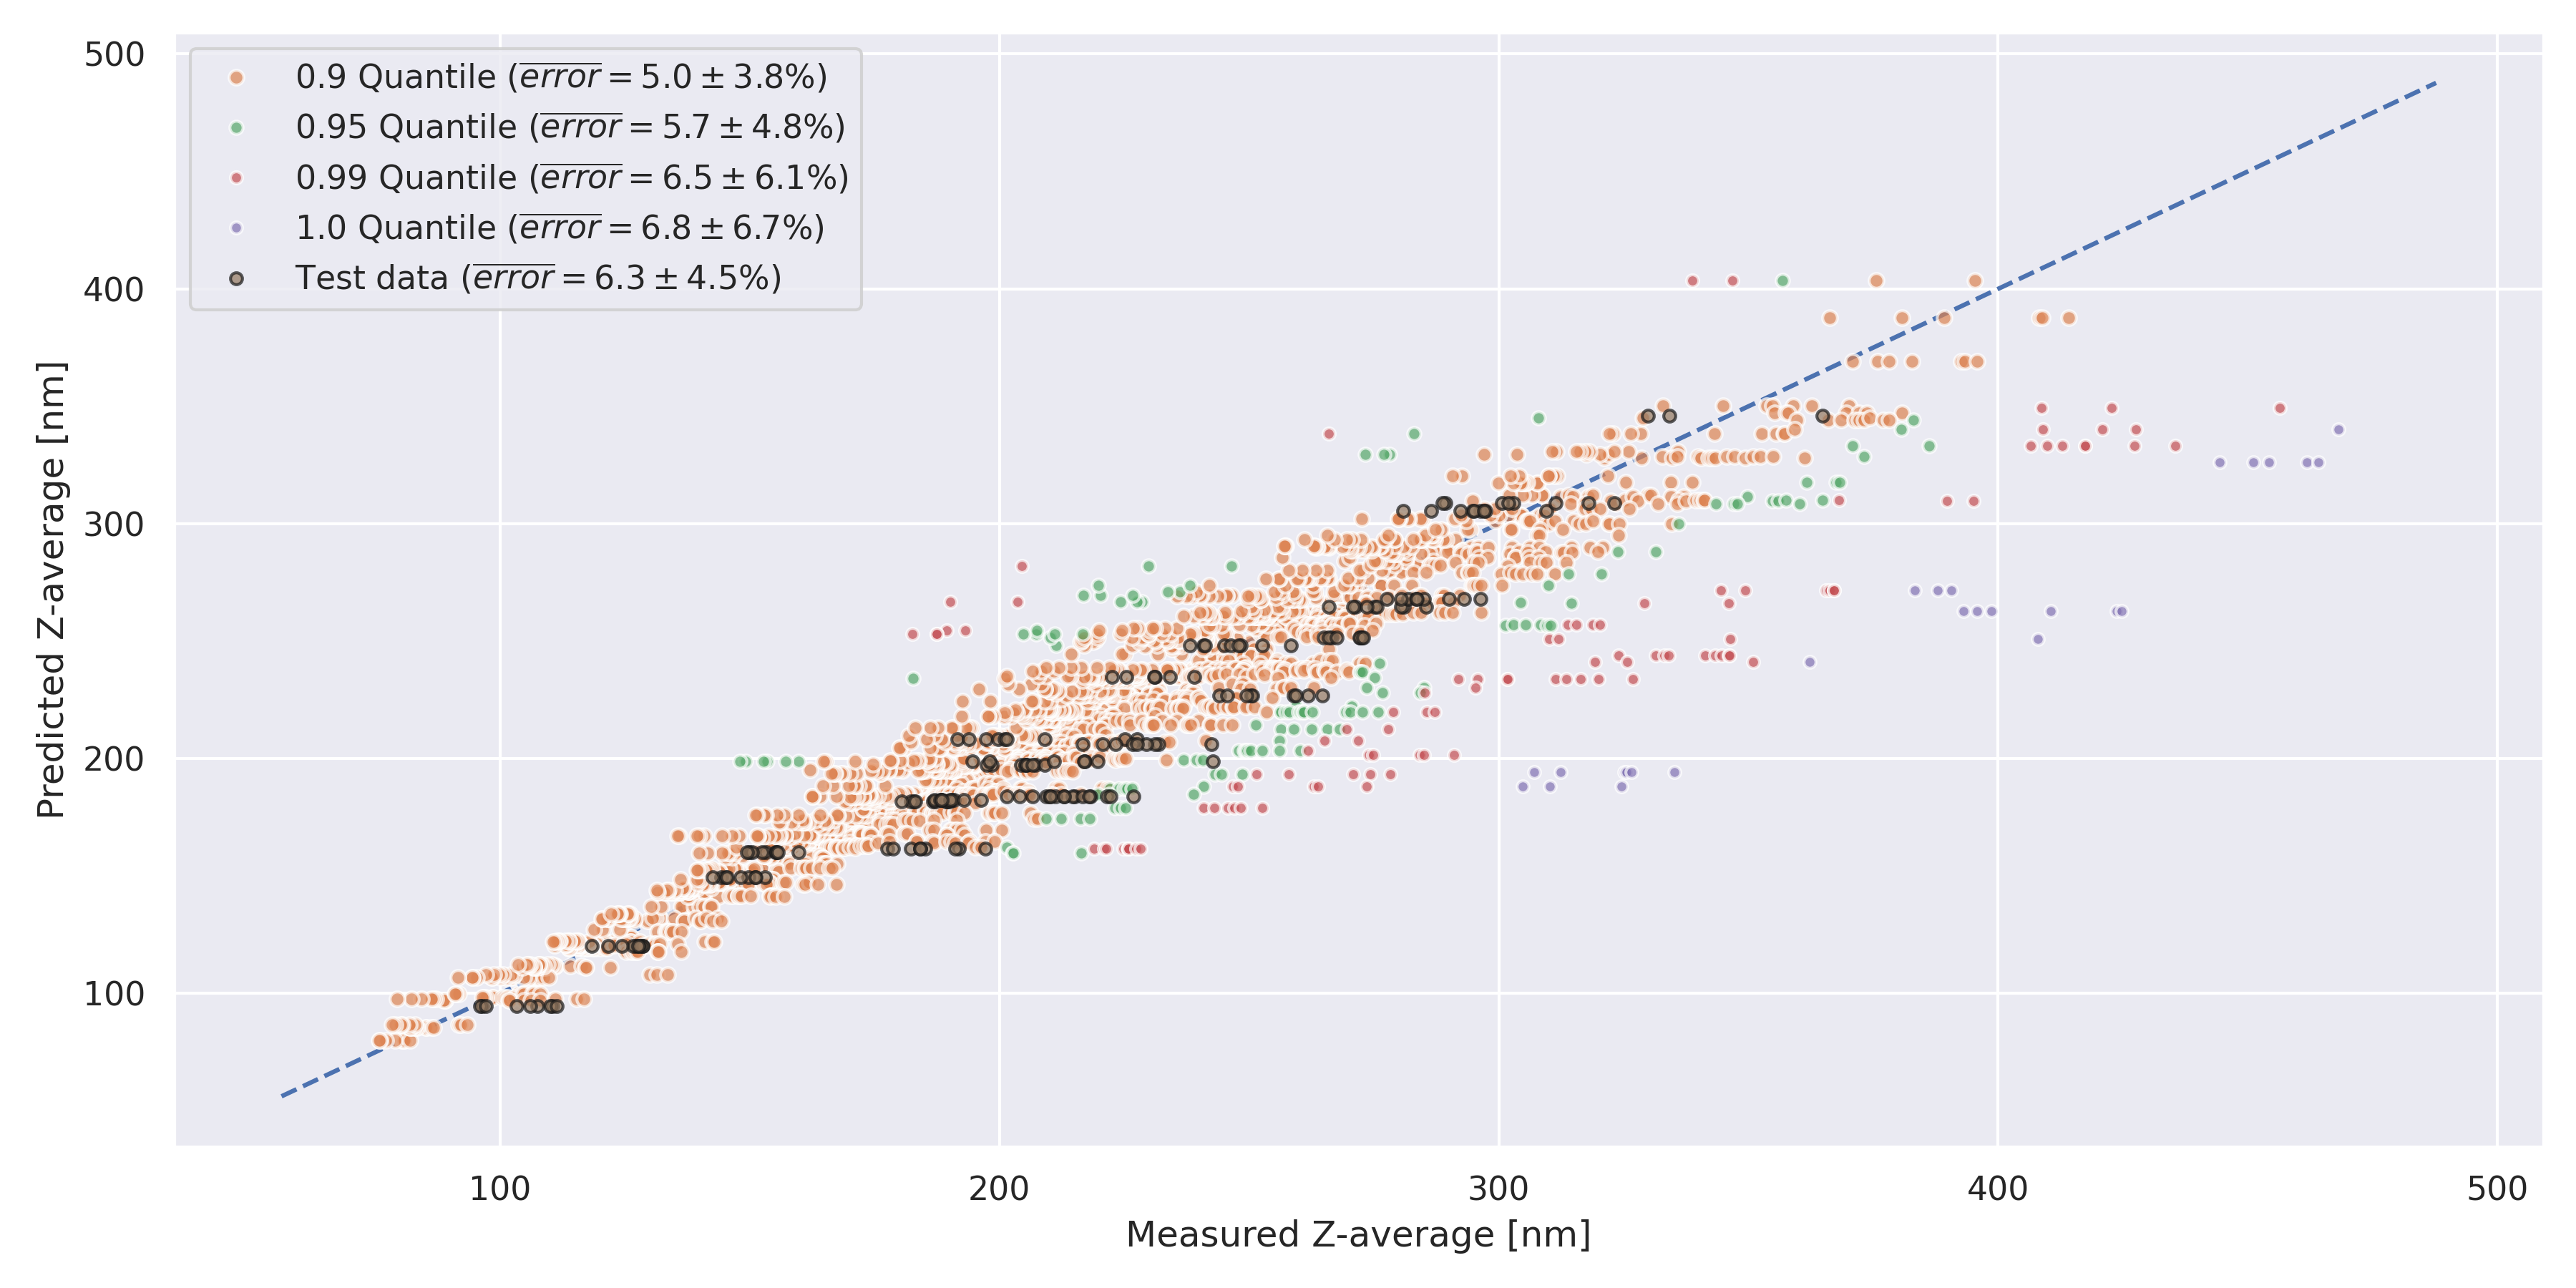 500
400
300
200
100
Predicted Z-average [nm]
0.9 Quantile (error = 5.0 ± 3.8%)
0.95 Quantile (error = 5.7 ± 4.8%)
0.99 Quantile (error = 6.5 ± 6.1%)
1.0 Quantile (error = 6.8 ± 6.7%)
Test data (error = 6.3 ± 4.5%)
100 200 300 400 500
Measured Z-average [nm]